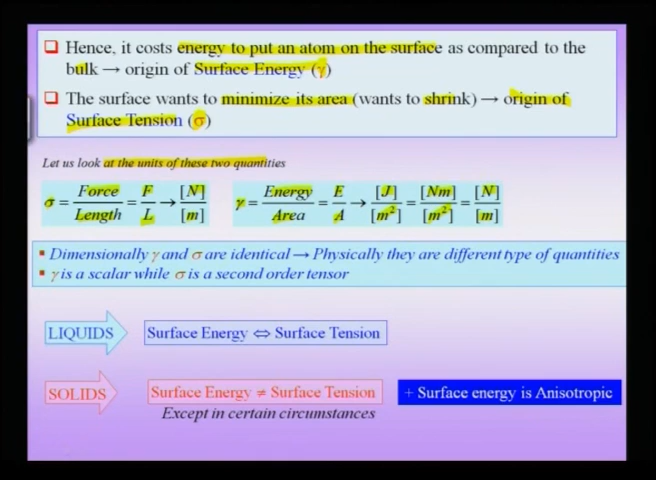 ❑ Hence, it costs energy to put an atom on the surface as compared to the
bulk → origin of Surface Energy (γ)
❑ The surface wants to minimize its area (wants to shrink) → origin of
Surface Tension (σ)
Let us look at the units of these two quantities
σ = Force/Length = F/L → [N]/[m]
γ = Energy/Area = E/A → [J]/[m²] = [Nm]/[m²] = [N]/[m]
▪ Dimensionally γ and σ are identical → Physically they are different type of quantities
▪ γ is a scalar while σ is a second order tensor
LIQUIDS
Surface Energy ⇔ Surface Tension
SOLIDS
Surface Energy ≠ Surface Tension
+ Surface energy is Anisotropic
Except in certain circumstances